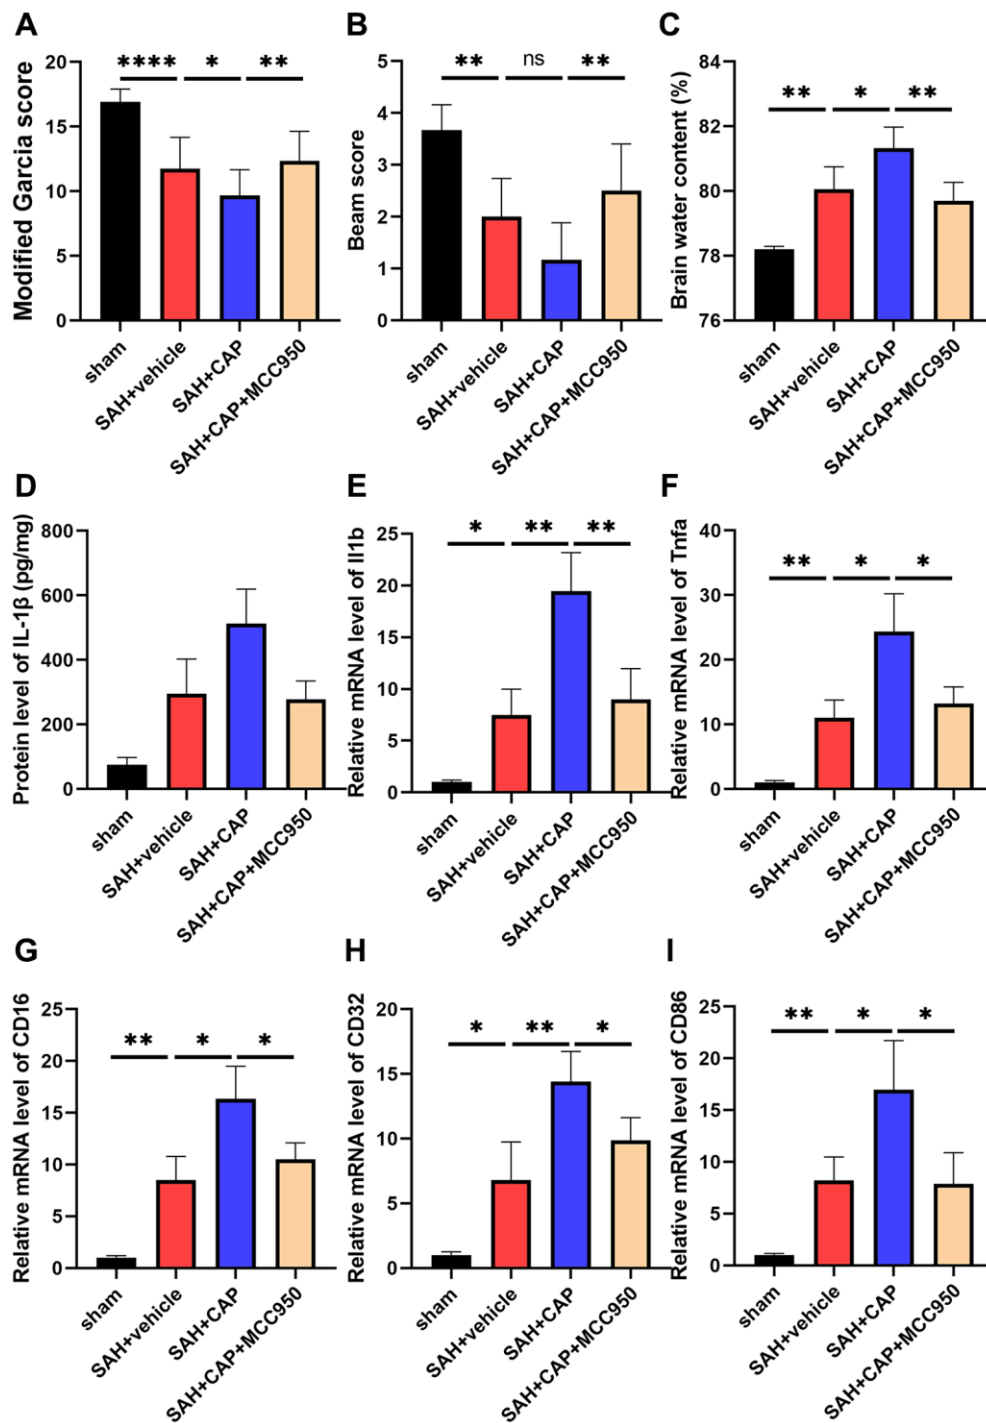 A
Modified Garcia score
20
15
10
5
0
**** * **
sham
SAH+vehicle
SAH+CAP
SAH+CAP+MCC950
B
Beam score
5
4
3
2
1
0
** ns **
sham
SAH+vehicle
SAH+CAP
SAH+CAP+MCC950
C
Brain water content (%)
84
82
80
78
76
** * **
sham
SAH+vehicle
SAH+CAP
SAH+CAP+MCC950
D
Protein level of IL-1β (pg/mg)
800
600
400
200
0
sham
SAH+vehicle
SAH+CAP
SAH+CAP+MCC950
E
Relative mRNA level of Il1b
25
20
15
10
5
0
* ** **
sham
SAH+vehicle
SAH+CAP
SAH+CAP+MCC950
F
Relative mRNA level of Tnfa
40
30
20
10
0
** * *
sham
SAH+vehicle
SAH+CAP
SAH+CAP+MCC950
G
Relative mRNA level of CD16
25
20
15
10
5
0
** * *
sham
SAH+vehicle
SAH+CAP
SAH+CAP+MCC950
H
Relative mRNA level of CD32
20
15
10
5
0
* ** *
sham
SAH+vehicle
SAH+CAP
SAH+CAP+MCC950
I
Relative mRNA level of CD86
25
20
15
10
5
0
** * *
sham
SAH+vehicle
SAH+CAP
SAH+CAP+MCC950